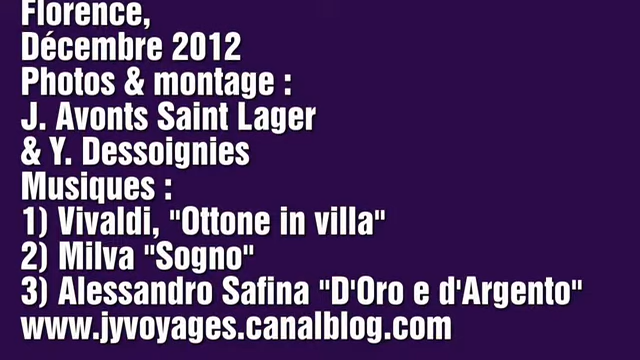 Florence,
Décembre 2012
Photos & montage :
J. Avonts Saint Lager
& Y. Dessoignies
Musiques :
1) Vivaldi, "Ottone in villa"
2) Milva "Sogno"
3) Alessandro Safina "D'Oro e d'Argento"
www.jyvoyages.canalblog.com